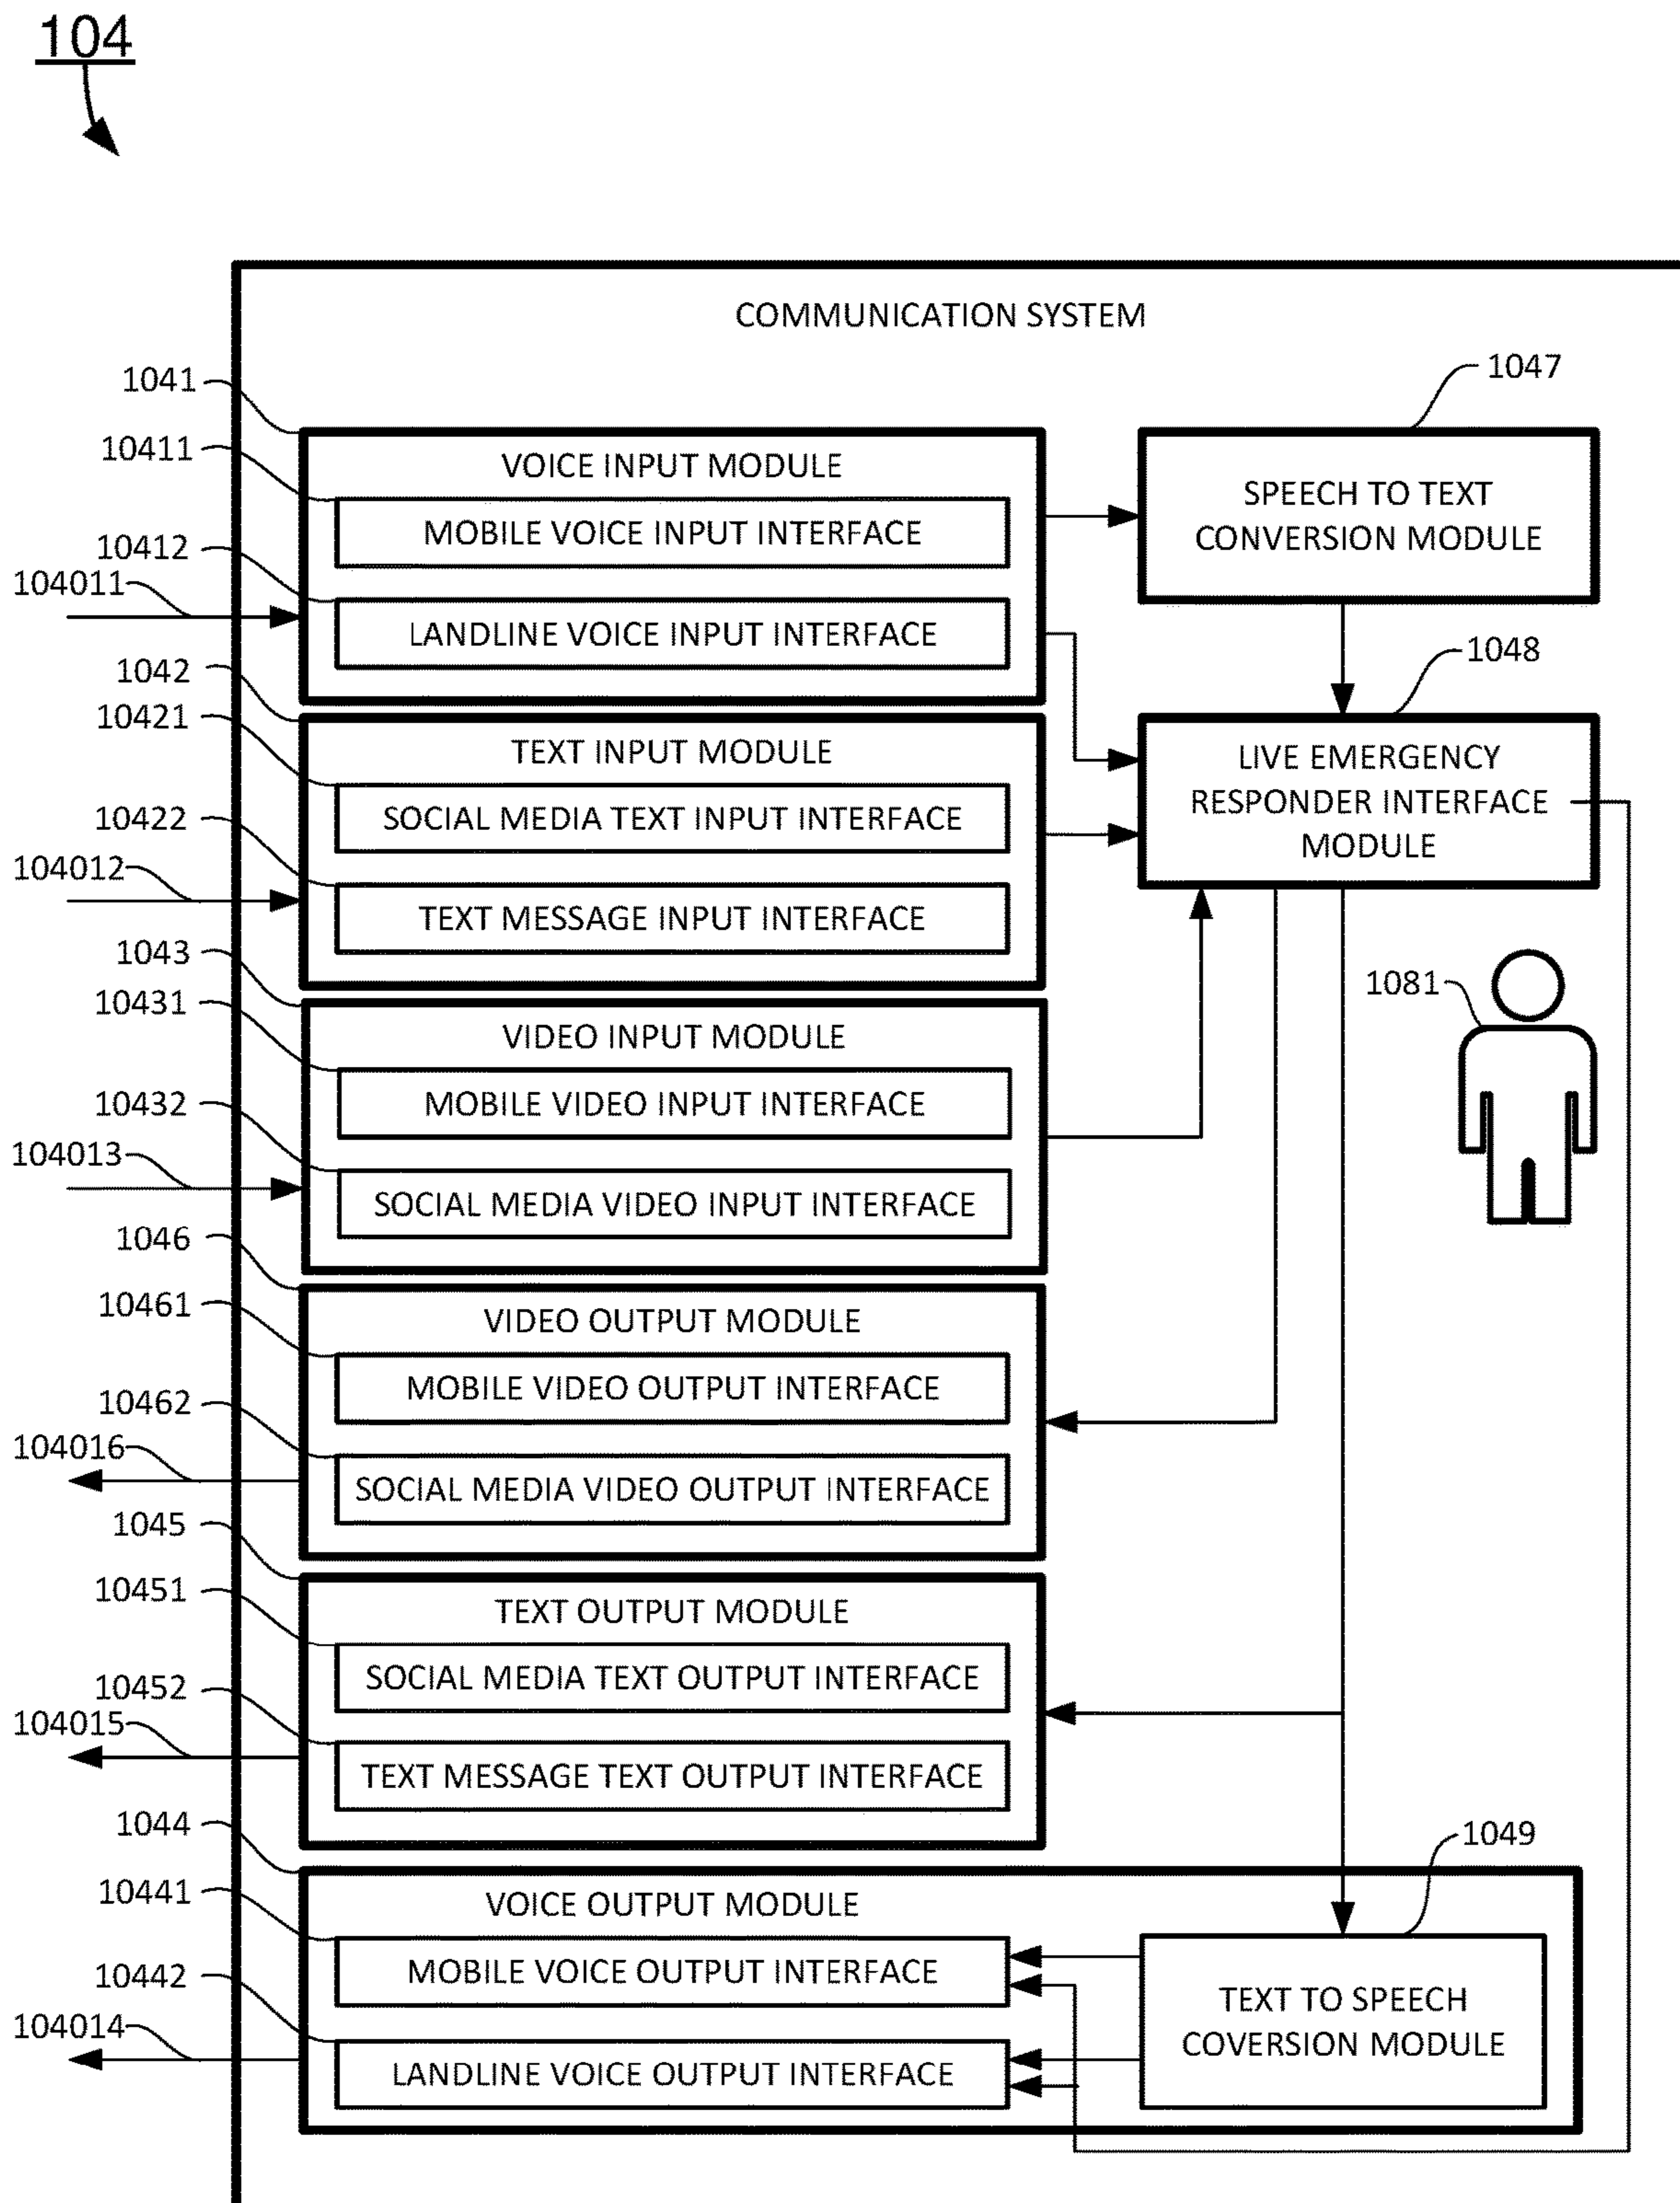 104
COMMUNICATION SYSTEM
1041
1047
10411
VOICE INPUT MODULE
MOBILE VOICE INPUT INTERFACE
SPEECH TO TEXT
CONVERSION MODULE
10412
104011
LANDLINE VOICE INPUT INTERFACE
1042
1048
10421
TEXT INPUT MODULE
SOCIAL MEDIA TEXT INPUT INTERFACE
LIVE EMERGENCY
RESPONDER INTERFACE
MODULE
10422
104012
TEXT MESSAGE INPUT INTERFACE
1043
1081
10431
VIDEO INPUT MODULE
MOBILE VIDEO INPUT INTERFACE
10432
104013
SOCIAL MEDIA VIDEO INPUT INTERFACE
1046
10461
VIDEO OUTPUT MODULE
MOBILE VIDEO OUTPUT INTERFACE
10462
104016
SOCIAL MEDIA VIDEO OUTPUT INTERFACE
1045
10451
TEXT OUTPUT MODULE
SOCIAL MEDIA TEXT OUTPUT INTERFACE
10452
104015
TEXT MESSAGE TEXT OUTPUT INTERFACE
1044
1049
10441
VOICE OUTPUT MODULE
MOBILE VOICE OUTPUT INTERFACE
10442
TEXT TO SPEECH
COVERSION MODULE
104014
LANDLINE VOICE OUTPUT INTERFACE